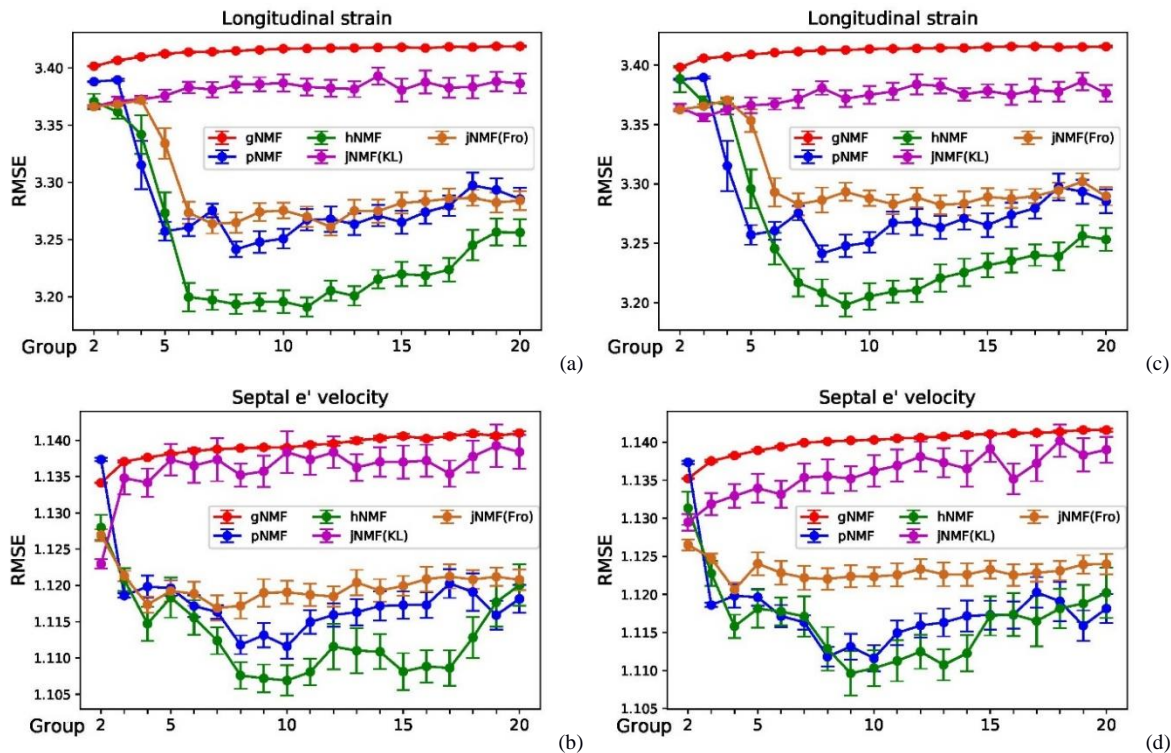 Longitudinal strain
3.40
3.35
3.30
3.25
3.20
RMSE
gNMF
pNMF
hNMF
jNMF(KL)
jNMF(Fro)
Group
2 5 10 15 20
(a)
Longitudinal strain
3.40
3.35
3.30
3.25
3.20
RMSE
gNMF
pNMF
hNMF
jNMF(KL)
jNMF(Fro)
Group
2 5 10 15 20
(c)
Septal e' velocity
1.140
1.135
1.130
1.125
1.120
1.115
1.110
1.105
RMSE
gNMF
pNMF
hNMF
jNMF(KL)
jNMF(Fro)
Group
2 5 10 15 20
(b)
Septal e' velocity
1.140
1.135
1.130
1.125
1.120
1.115
1.110
1.105
RMSE
gNMF
pNMF
hNMF
jNMF(KL)
jNMF(Fro)
Group
2 5 10 15 20
(d)